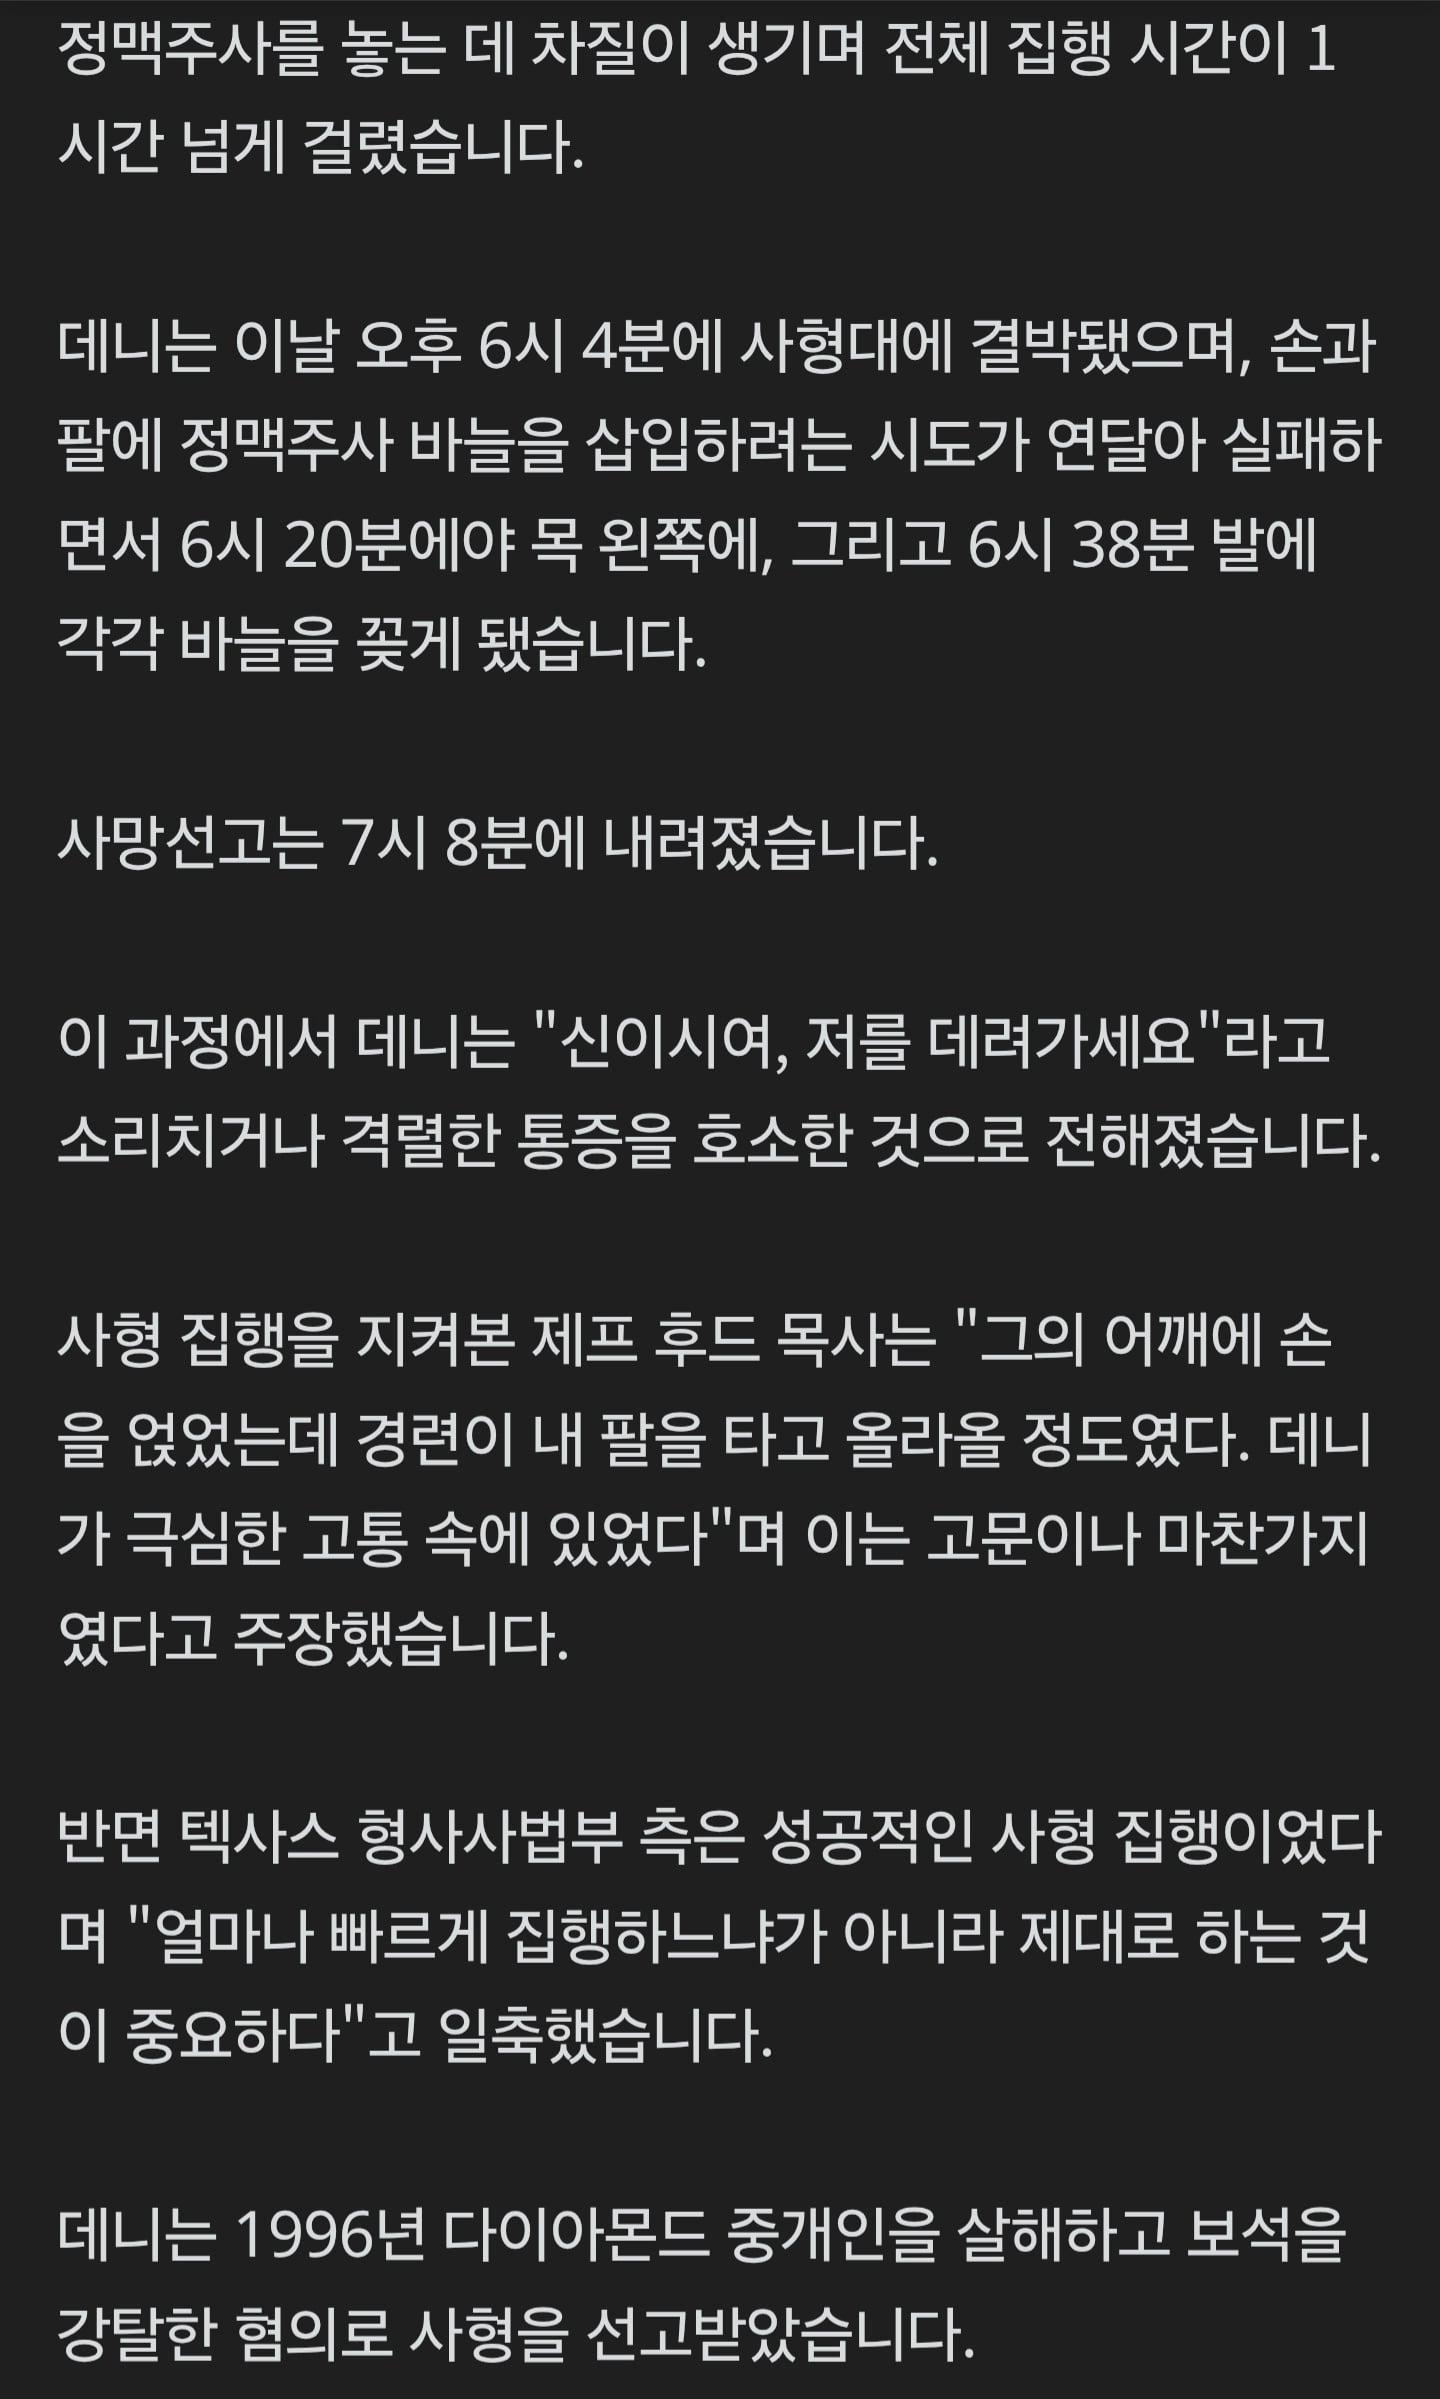 정맥주사를 놓는 데 차질이 생기며 전체 집행 시간이 1
시간 넘게 걸렸습니다.
데니는 이날 오후 6시 4분에 사형대에 결박됐으며, 손과
팔에 정맥주사 바늘을 삽입하려는 시도가 연달아 실패하
면서 6시 20분에야 목 왼쪽에, 그리고 6시 38분 발에
각각 바늘을 꽂게 됐습니다.
사망선고는 7시 8분에 내려졌습니다.
이 과정에서 데니는 "신이시여, 저를 데려가세요"라고
소리치거나 격렬한 통증을 호소한 것으로 전해졌습니다.
사형 집행을 지켜본 제프 후드 목사는 "그의 어깨에 손
을 얹었는데 경련이 내 팔을 타고 올라올 정도였다. 데니
가 극심한 고통 속에 있었다"며 이는 고문이나 마찬가지
였다고 주장했습니다.
반면 텍사스 형사사법부 측은 성공적인 사형 집행이었다
며 "얼마나 빠르게 집행하느냐가 아니라 제대로 하는 것
이 중요하다"고 일축했습니다.
데니는 1996년 다이아몬드 중개인을 살해하고 보석을
강탈한 혐의로 사형을 선고받았습니다.